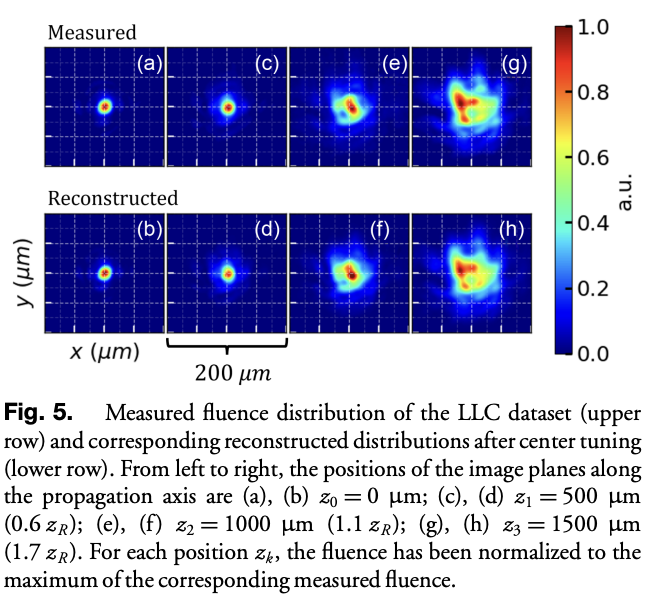 Measured
(a)
(c)
(e)
(g)
1.0
0.8
0.6
0.4
0.2
0.0
a.u.
Reconstructed
(b)
(d)
(f)
(h)
y (μm)
x (μm)
200 μm
Fig. 5. Measured fluence distribution of the LLC dataset (upper
row) and corresponding reconstructed distributions after center tuning
(lower row). From left to right, the positions of the image planes along
the propagation axis are (a), (b) z₀ = 0 μm; (c), (d) z₁ = 500 μm
(0.6 z_R); (e), (f) z₂ = 1000 μm (1.1 z_R); (g), (h) z₃ = 1500 μm
(1.7 z_R). For each position z_k, the fluence has been normalized to the
maximum of the corresponding measured fluence.